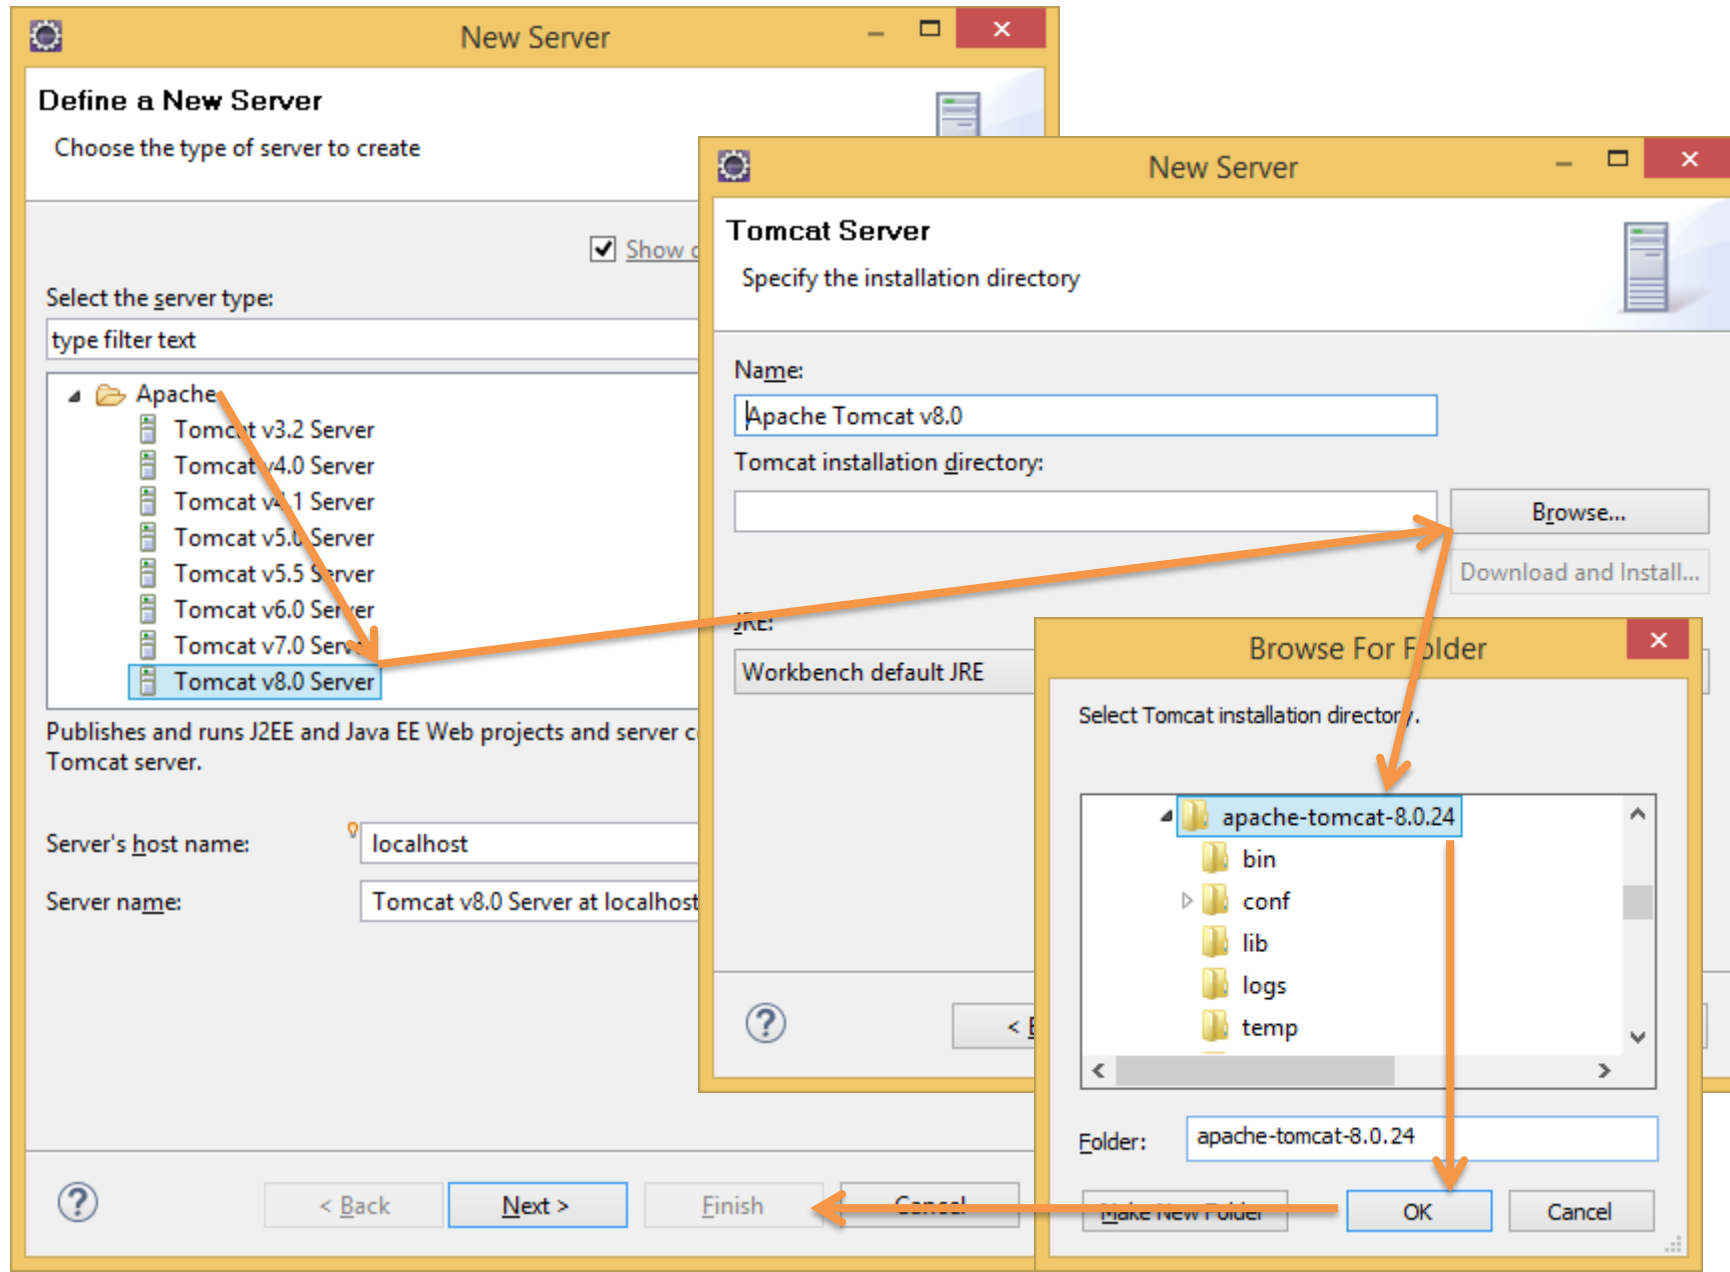 New Server
Define a New Server
Choose the type of server to create
Show
Select the server type:
type filter text
Apache
Tomcat v3.2 Server
Tomcat v4.0 Server
Tomcat v4.1 Server
Tomcat v5.0 Server
Tomcat v5.5 Server
Tomcat v6.0 Server
Tomcat v7.0 Server
Tomcat v8.0 Server
Publishes and runs J2EE and Java EE Web projects and server
Tomcat server.
Server's host name:
localhost
Server name:
Tomcat v8.0 Server at localhost
< Back
Next >
Finish
Cancel
New Server
Tomcat Server
Specify the installation directory
Name:
Apache Tomcat v8.0
Tomcat installation directory:
Browse...
Download and Install...
JRE:
Workbench default JRE
<
Browse For Folder
Select Tomcat installation directory.
apache-tomcat-8.0.24
bin
conf
lib
logs
temp
Folder:
apache-tomcat-8.0.24
Make New Folder
OK
Cancel